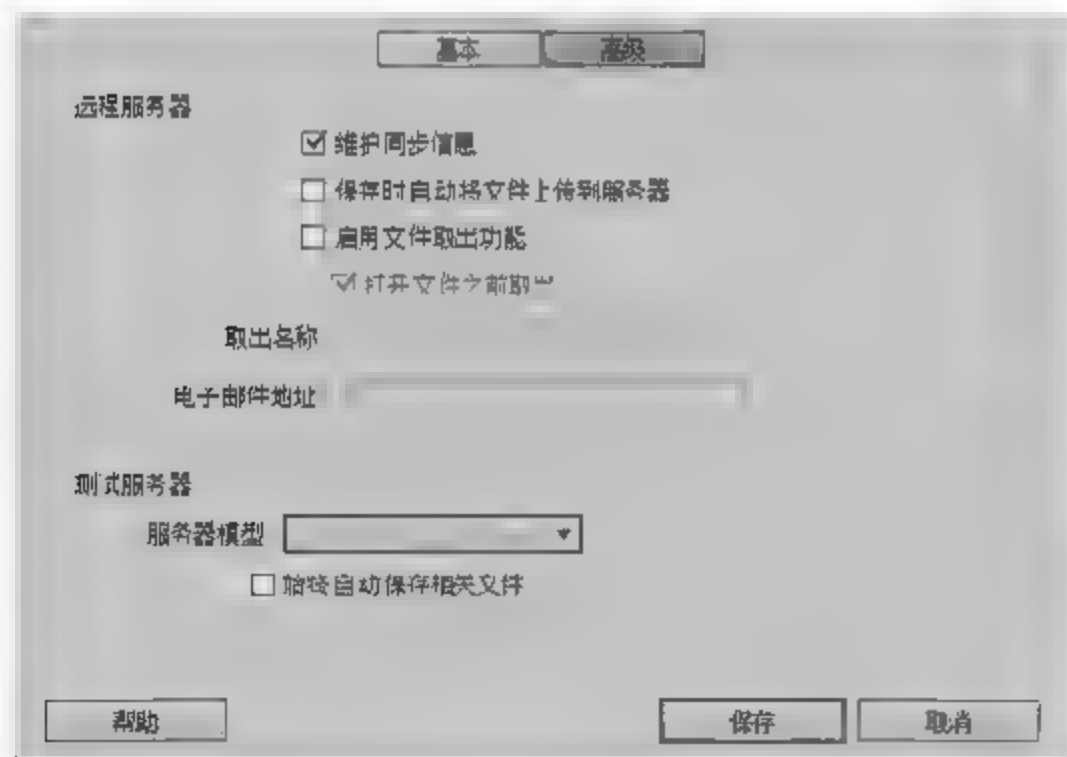 基本 高级
远程服务器
维护同步信息
保存时自动将文件上传到服务器
启用文件取出功能
打开文件之前取出
取出名称
电子邮件地址
测试服务器
服务器模型
始终自动保存相关文件
帮助 保存 取消